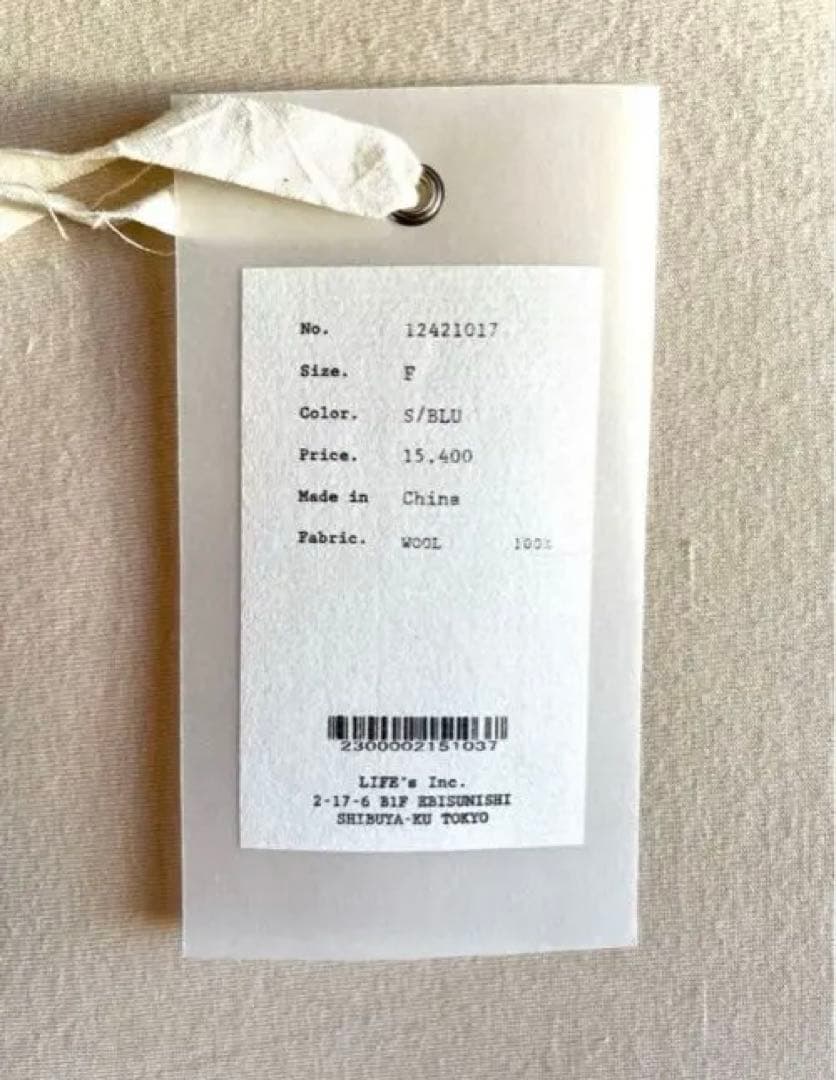 No. 12421017
Size. F
Color. S/BLU
Price. 15,400
Made in China
Fabric. WOOL 100%
2300002151037
LIFE's Inc.
2-17-6 B1F EBISUNISHI
SHIBUYA-KU TOKYO